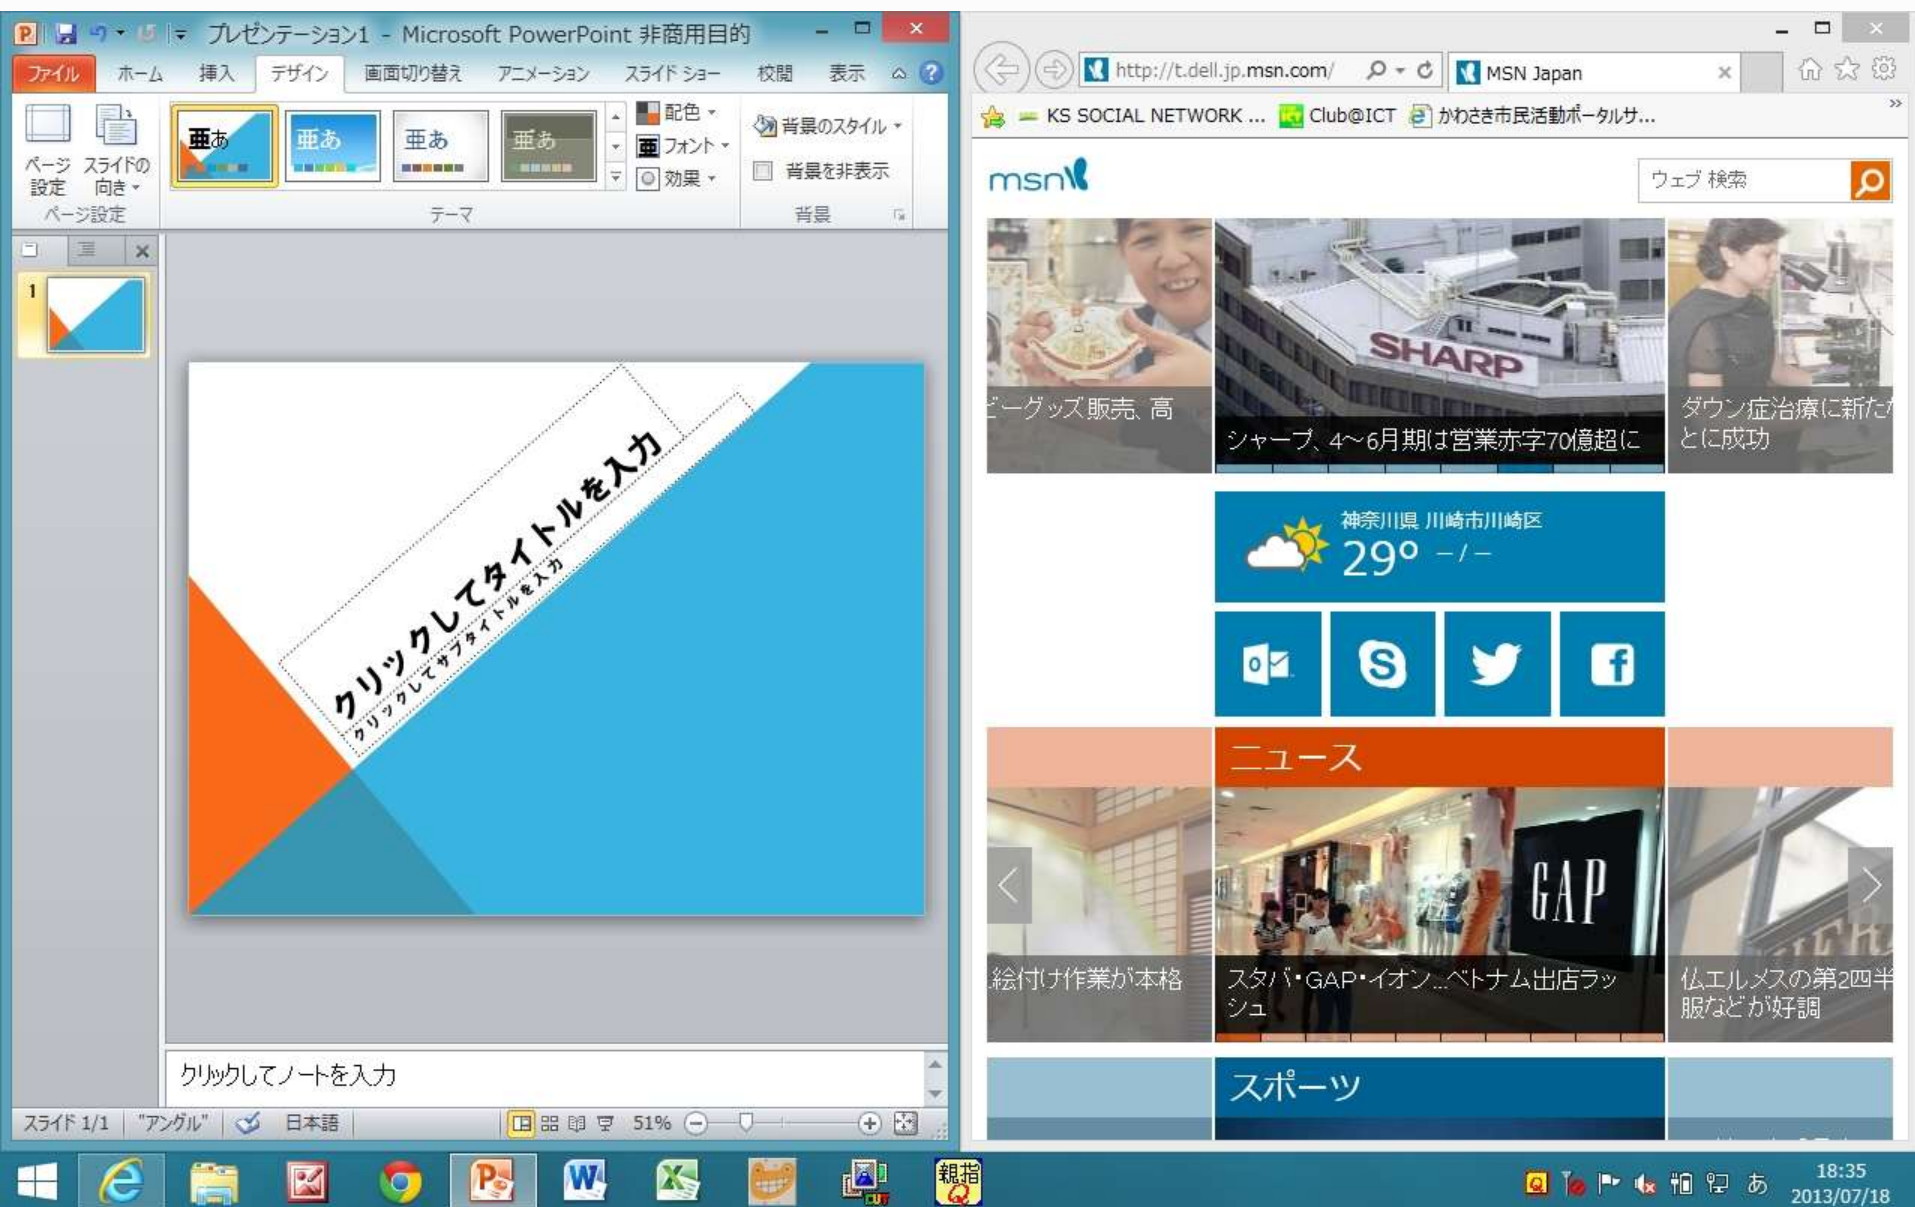 プレゼンテーション1 - Microsoft PowerPoint 非商用目的
ファイル ホーム 挿入 デザイン 画面切り替え アニメーション スライド ショー 校閲 表示
ページ設定
スライドの向き
亜あ 亜あ 亜あ 亜あ
配色
亜 フォント
効果
背景のスタイル
背景を非表示
ページ設定 テーマ 背景
1
クリックしてタイトルを入力
クリックしてサブタイトルを入力
クリックしてノートを入力
スライド 1/1 "アングル" 日本語 51%
http://t.dell.jp.msn.com/ MSN Japan
KS SOCIAL NETWORK ... Club@ICT かわさき市民活動ポータルサ...
msn
ウェブ 検索
SHARP
ビーグッズ販売、高
シャープ、4～6月期は営業赤字70億超に
ダウン症治療に新たな
とに成功
神奈川県 川崎市川崎区
29° －/－
ニュース
GAP
絵付け作業が本格
スタバ・GAP・イオン…ベトナム出店ラッ
シュ
仏エルメスの第2四半
服などが好調
スポーツ
親指
Q
あ
18:35
2013/07/18